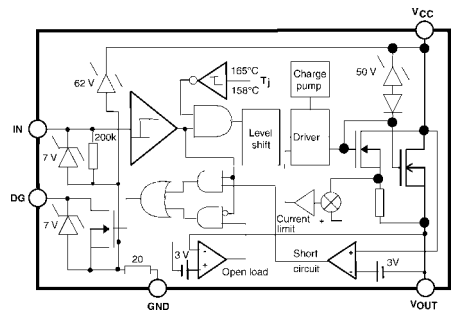 VCC
165°C
158°C
Tj
62 V
50 V
Charge
pump
IN
200k
7 V
Level
shift
Driver
DG
7 V
Current
limit
+
20
3V
-
+
Open load
Short
circuit
-
+
3V
GND
VOUT